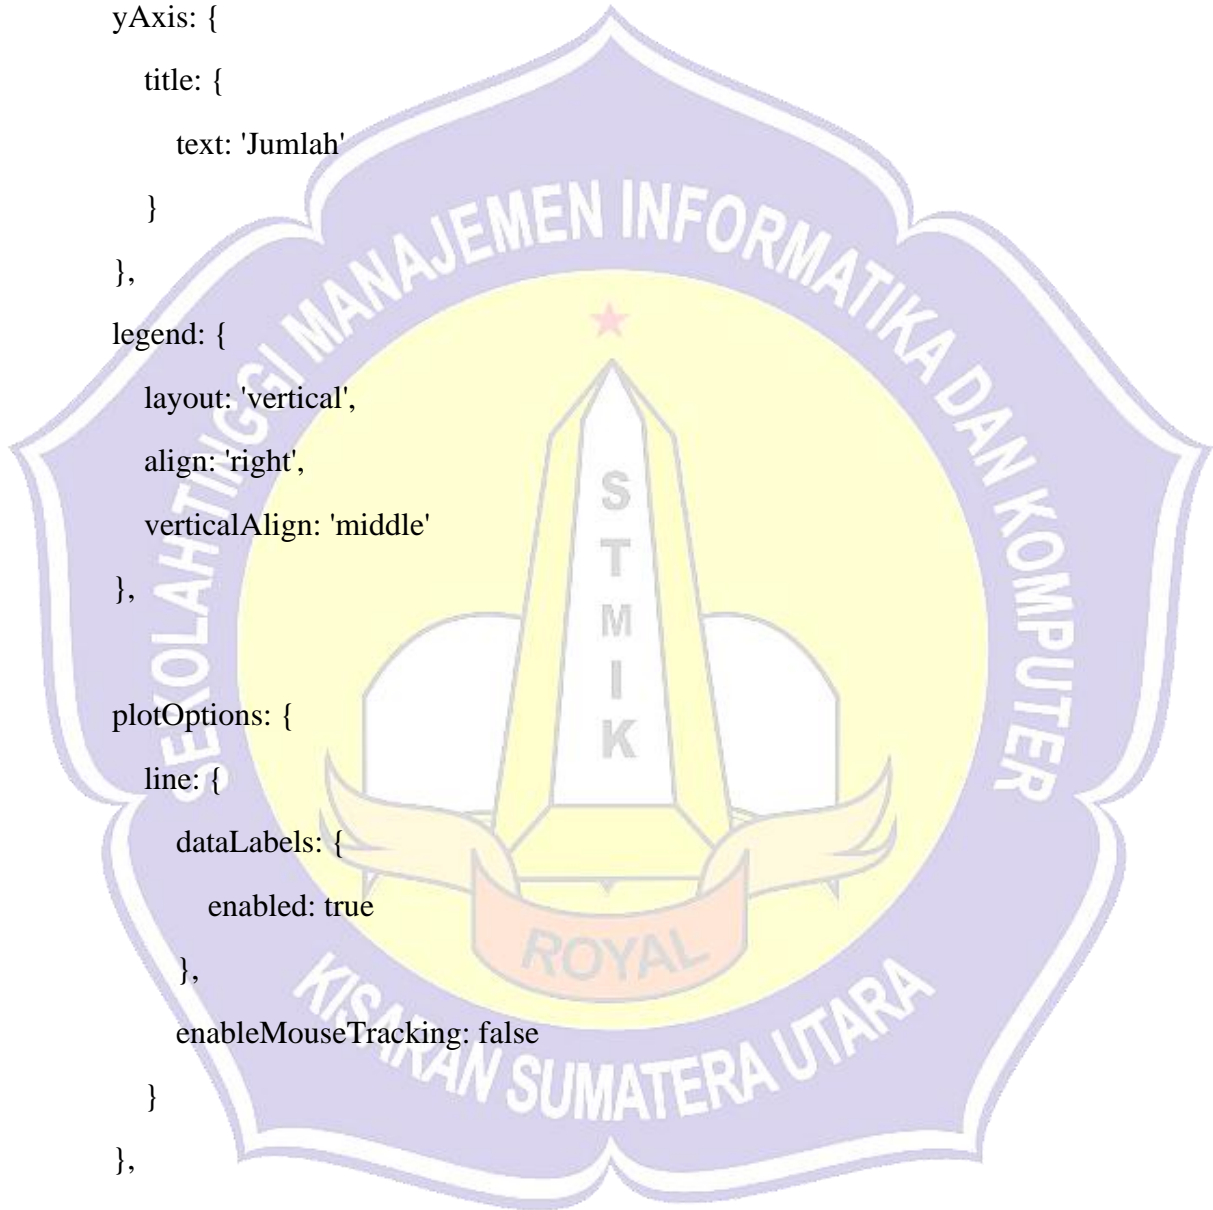 yAxis: {
title: {
text: 'Jumlah'
}
},
legend: {
layout: 'vertical',
align: 'right',
verticalAlign: 'middle'
},
plotOptions: {
line: {
dataLabels: {
enabled: true
},
enableMouseTracking: false
}
},
SEKOLAH TINGGI MANAJEMEN INFORMATIKA DAN KOMPUTER
S
T
M
I
K
ROYAL
KISARAN SUMATERA UTARA